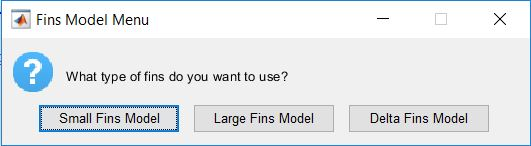 Fins Model Menu
What type of fins do you want to use?
Small Fins Model Large Fins Model Delta Fins Model